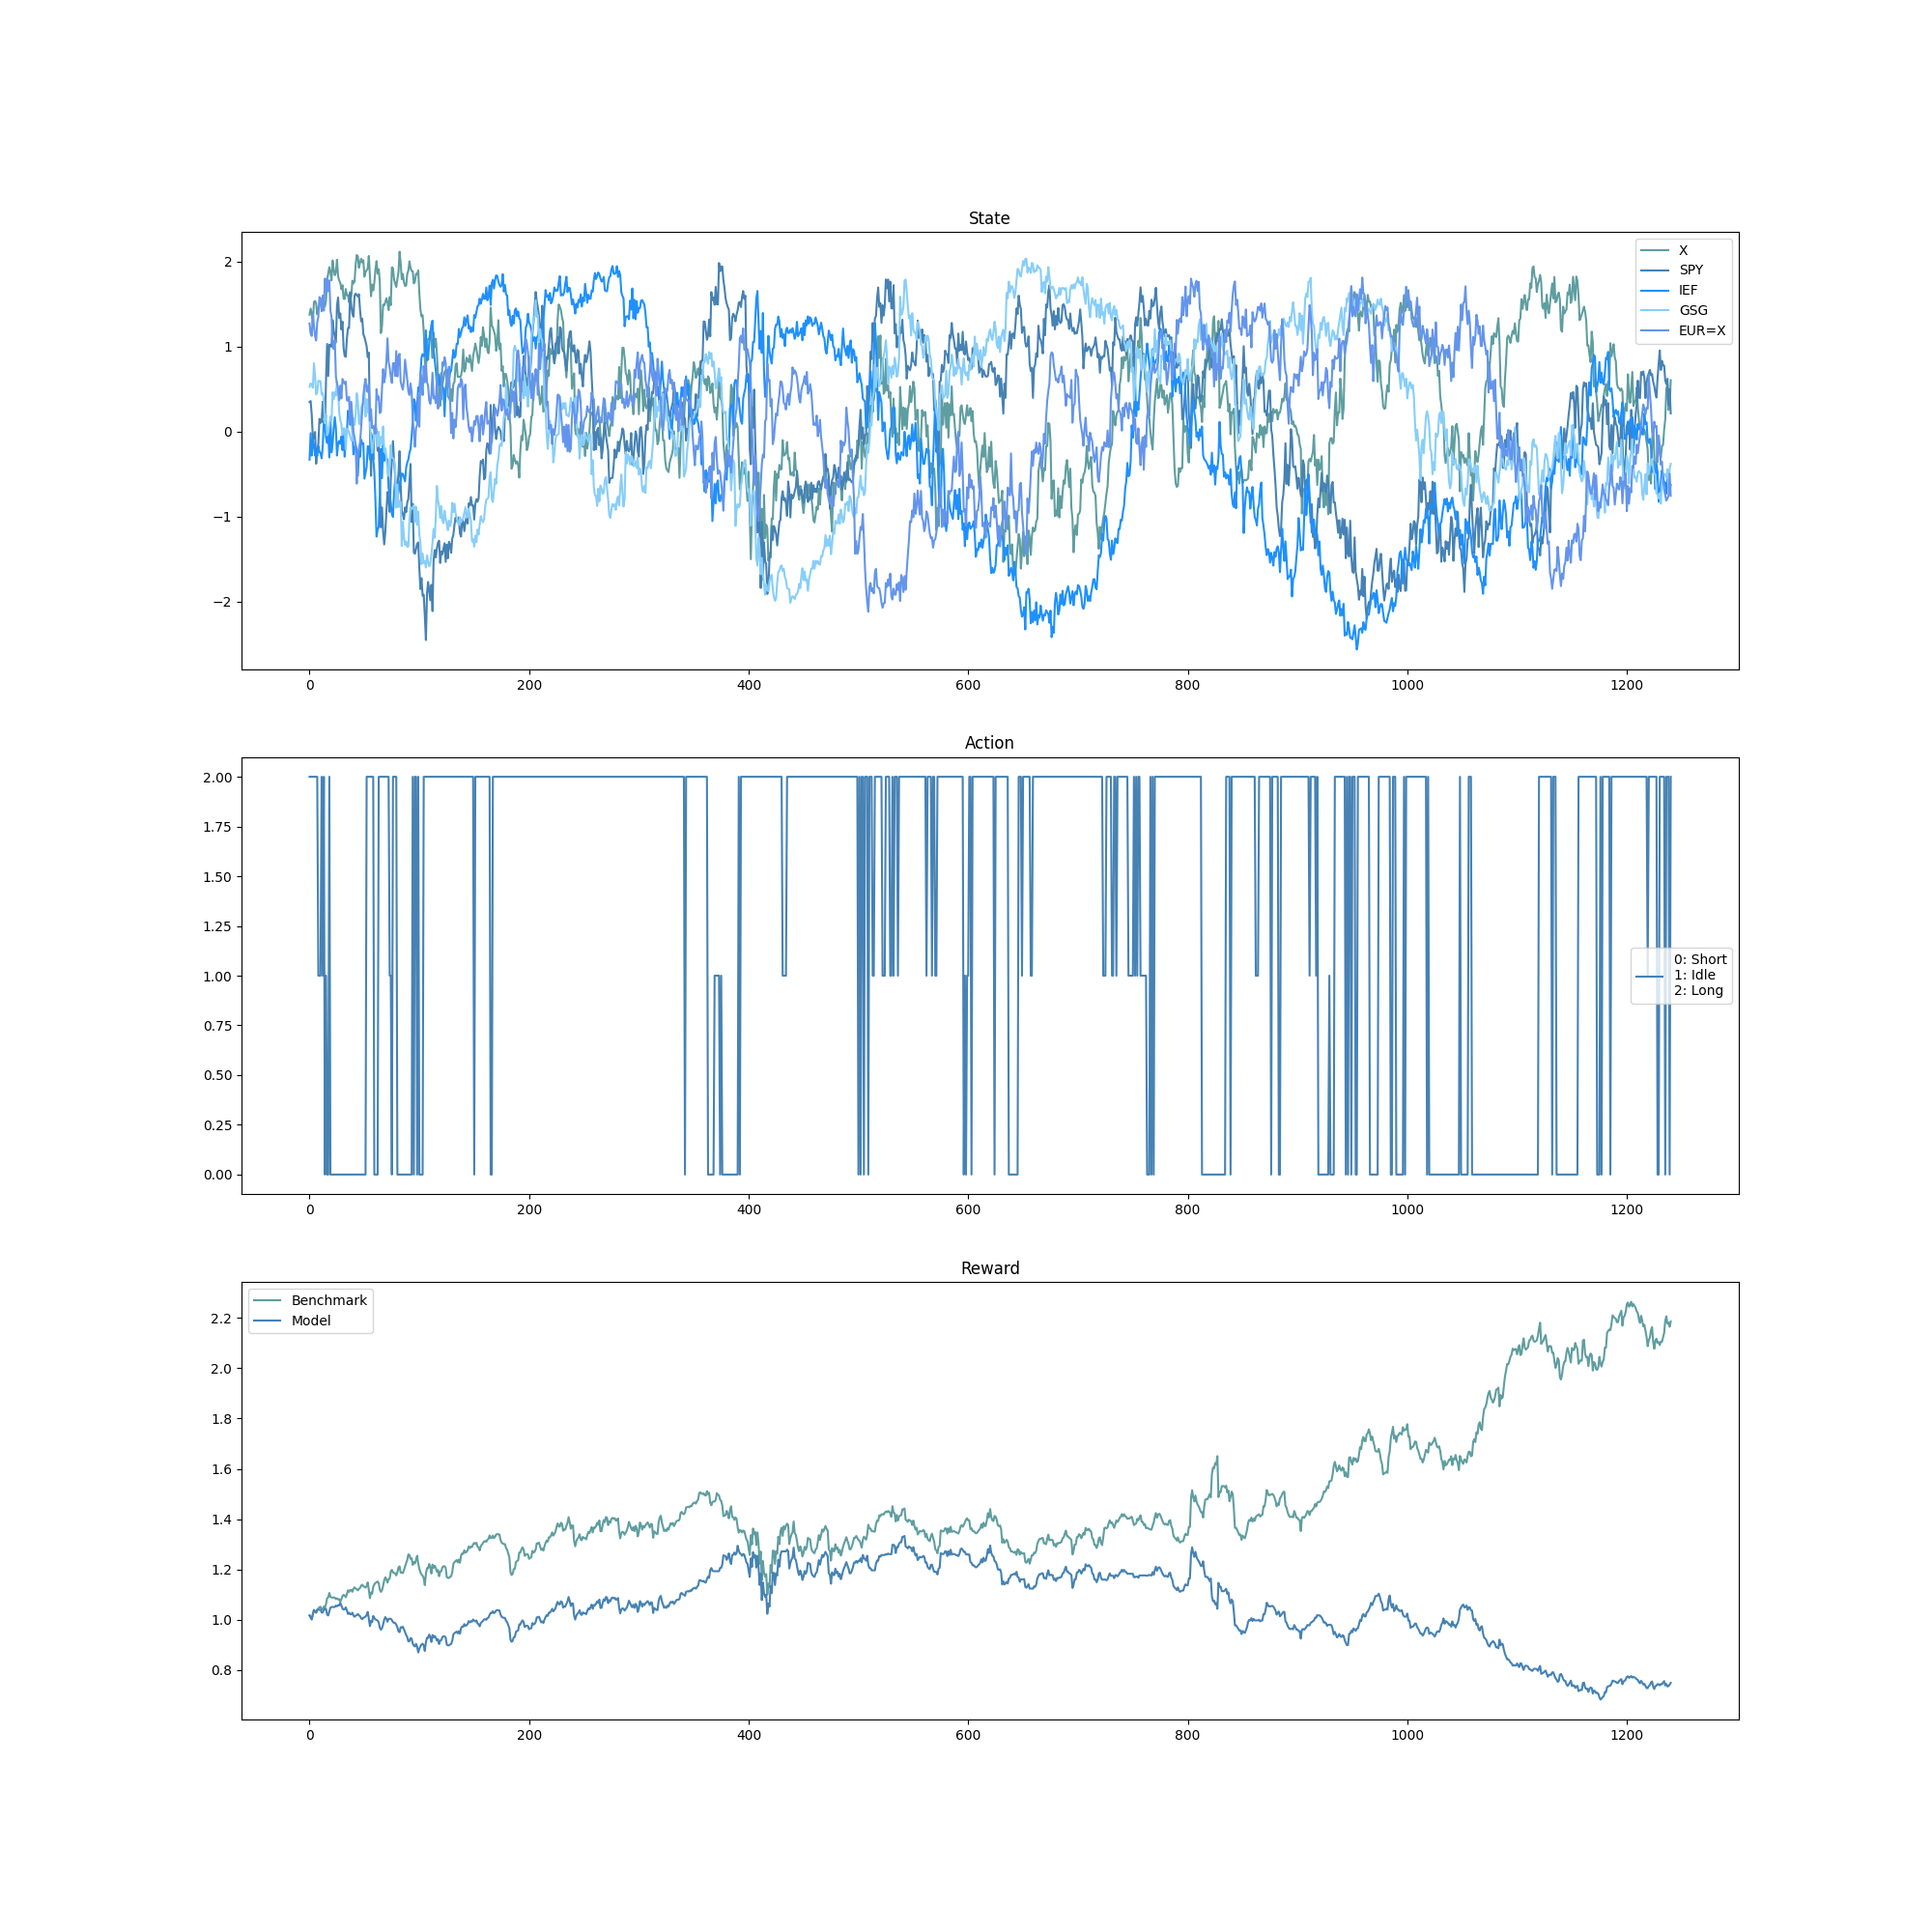 State
2
1
0
−1
−2
X
SPY
IEF
GSG
EUR=X
0 200 400 600 800 1000 1200
Action
2.00
1.75
1.50
1.25
1.00
0.75
0.50
0.25
0.00
0: Short
1: Idle
2: Long
0 200 400 600 800 1000 1200
Reward
Benchmark
Model
2.2
2.0
1.8
1.6
1.4
1.2
1.0
0.8
0 200 400 600 800 1000 1200